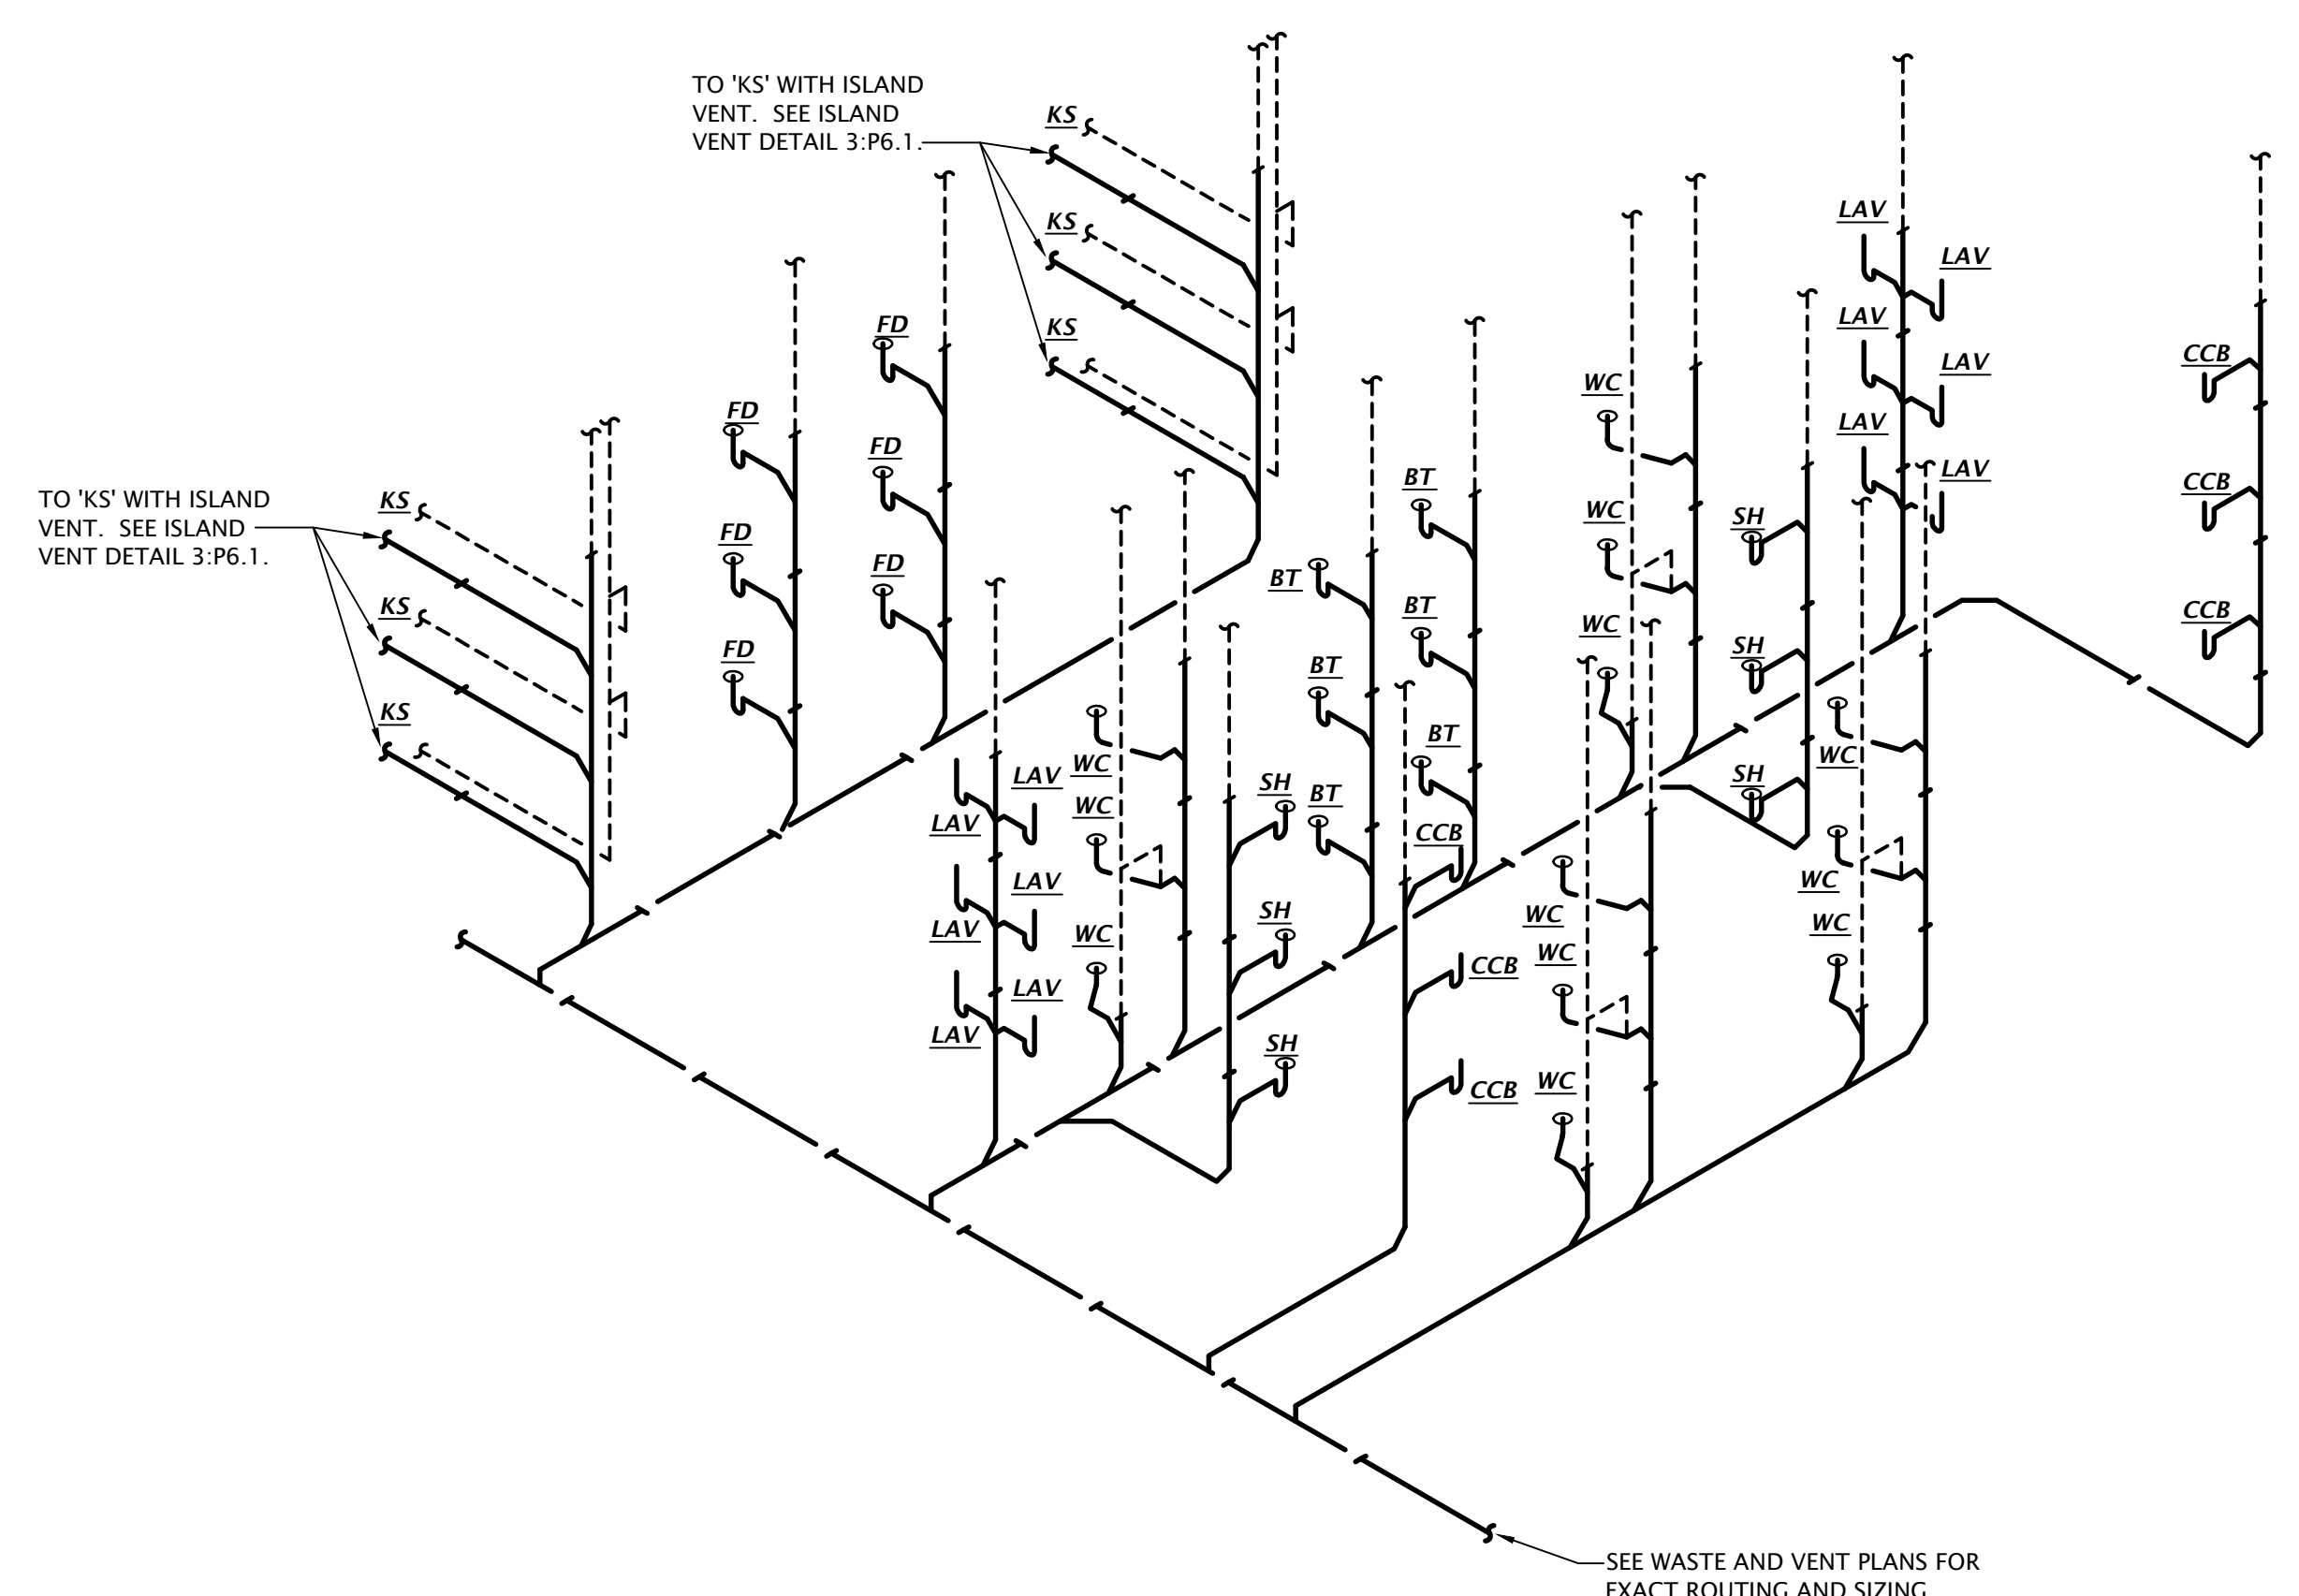 TO 'KS' WITH ISLAND
VENT. SEE ISLAND
VENT DETAIL 3:P6.1.
KS
KS
KS
LAV
LAV
LAV
LAV
LAV
LAV
CCB
CCB
CCB
FD
FD
FD
FD
FD
FD
WC
WC
WC
BT
BT
BT
BT
BT
BT
SH
SH
SH
TO 'KS' WITH ISLAND
VENT. SEE ISLAND
VENT DETAIL 3:P6.1.
KS
KS
KS
LAV
LAV
LAV
LAV
LAV
LAV
WC
WC
WC
SH
SH
SH
CCB
CCB
CCB
WC
WC
WC
WC
WC
WC
SEE WASTE AND VENT PLANS FOR
EXACT ROUTING AND SIZING